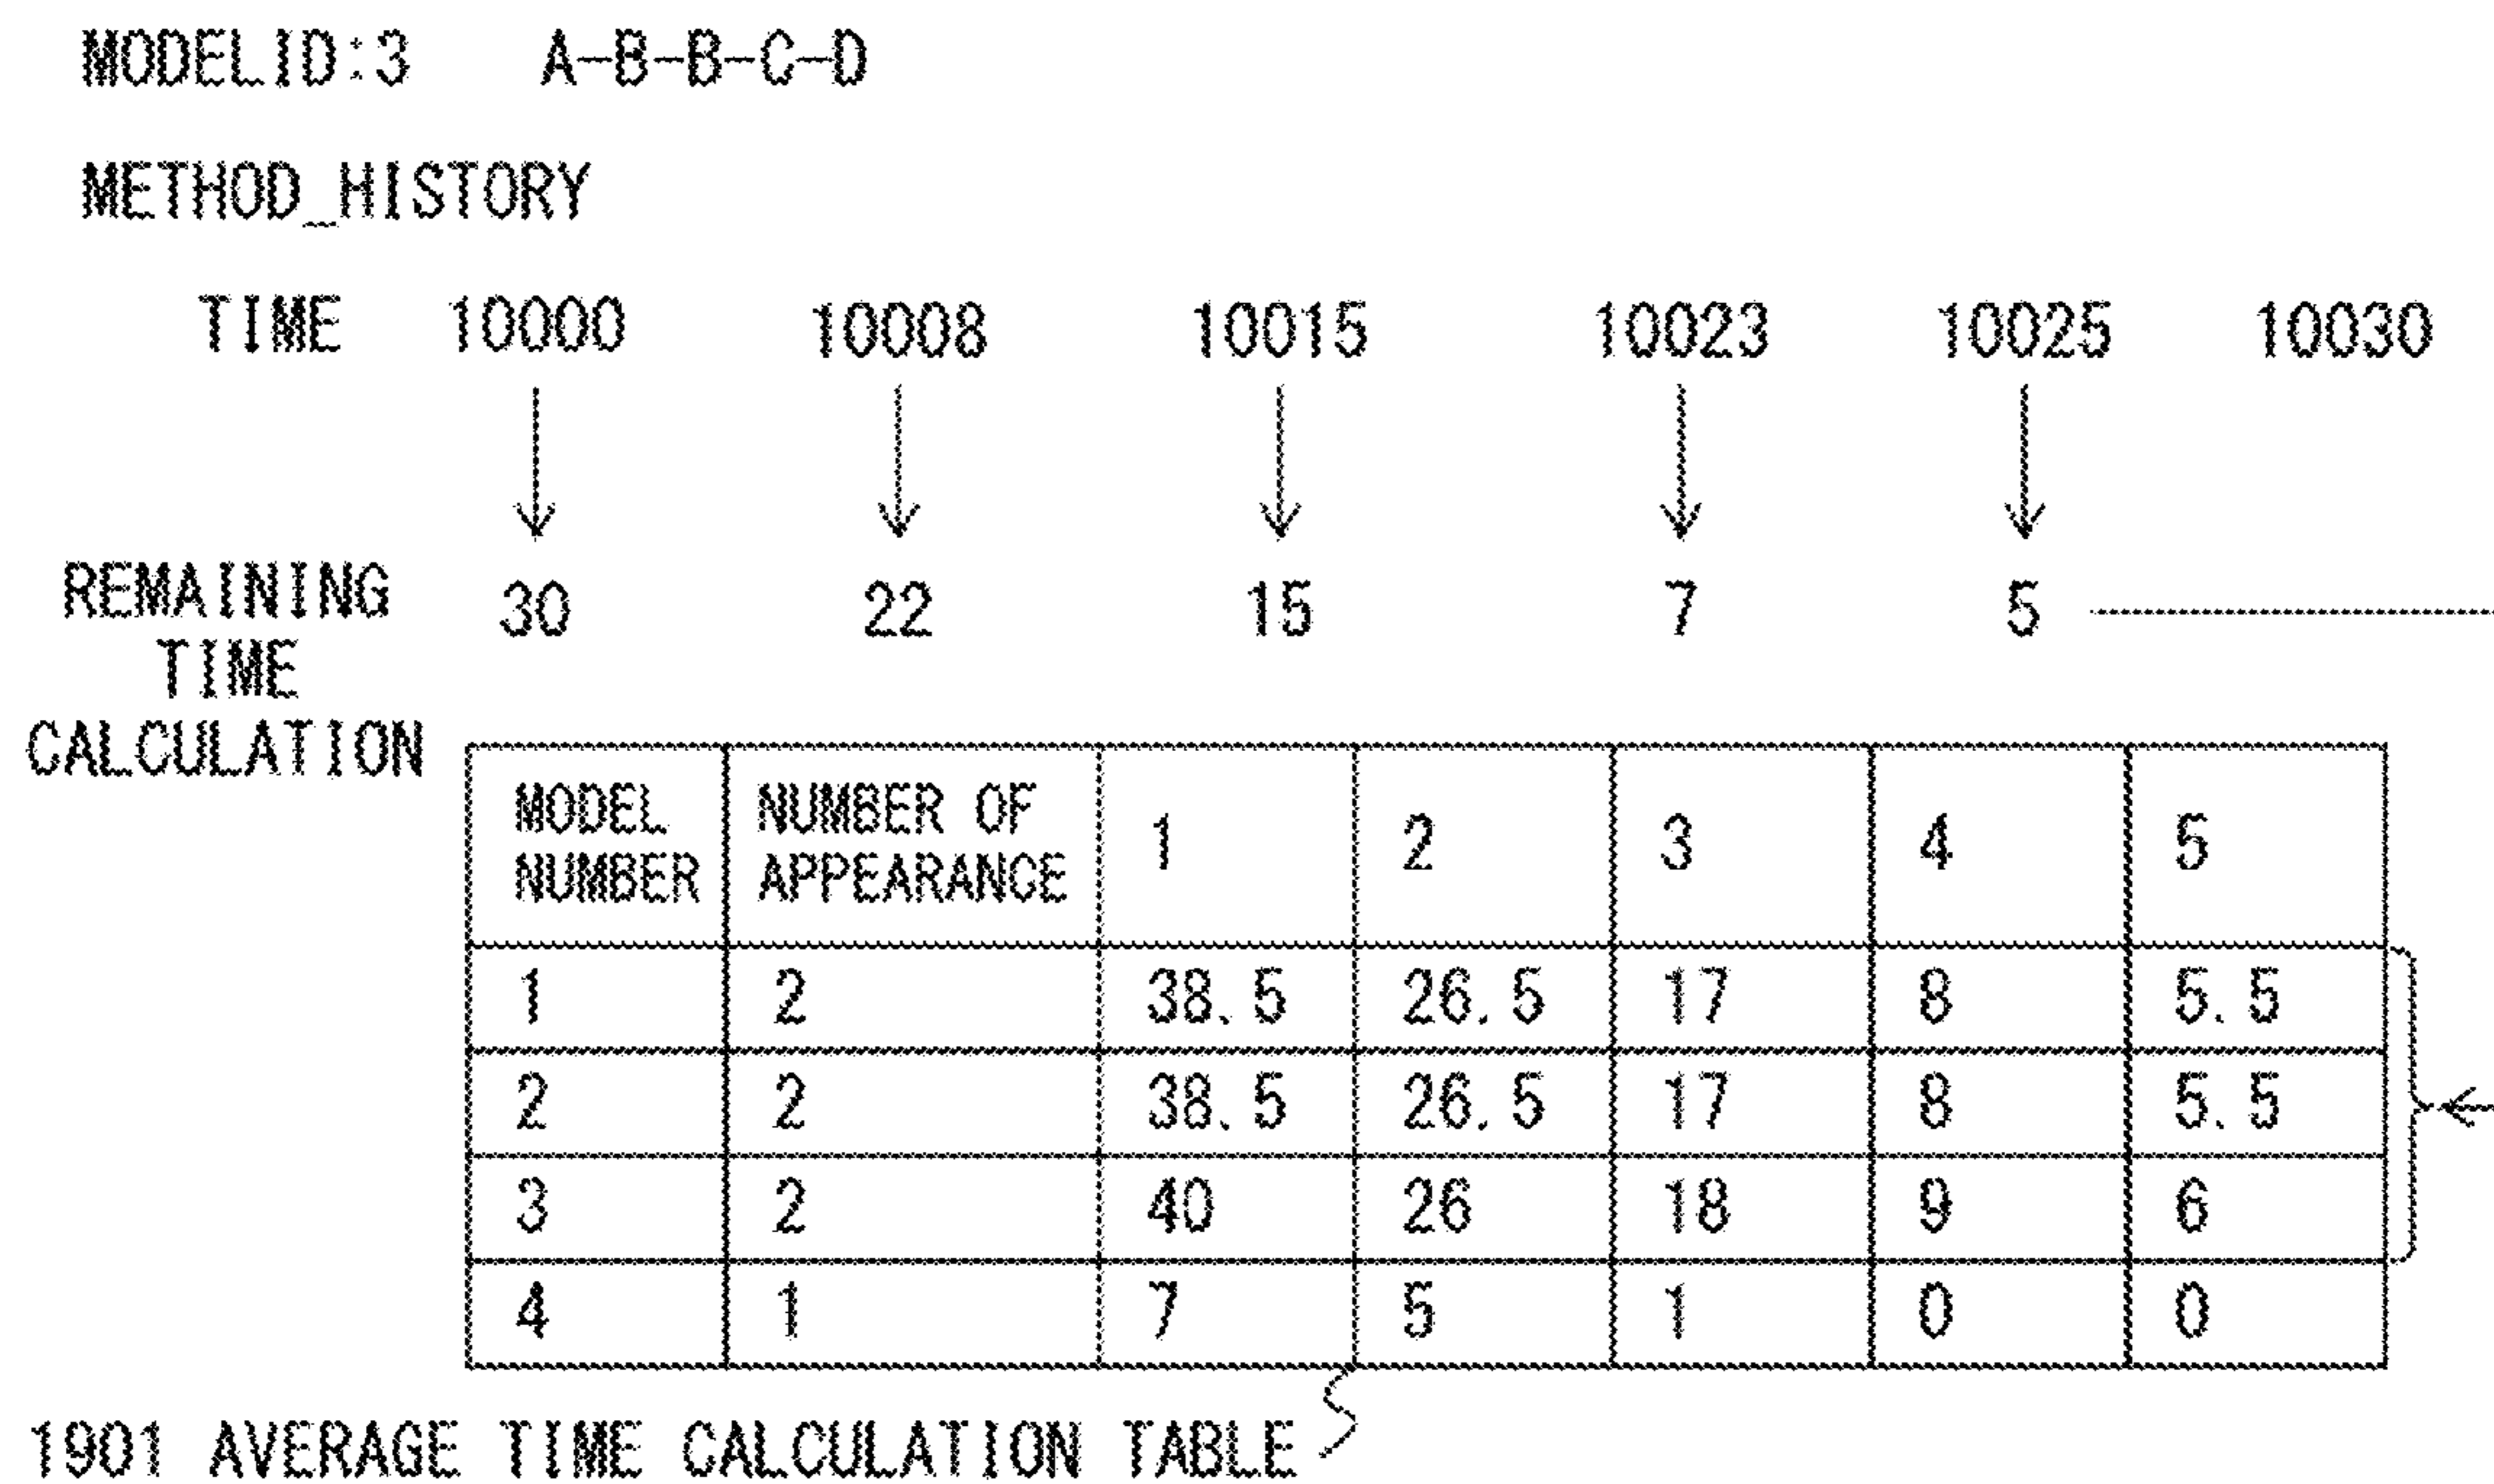 MODELID:3 A-B-B-C-D
METHOD_HISTORY
TIME 10000 10008 10015 10023 10025 10030
REMAINING
TIME
CALCULATION
30 22 15 7 5
MODEL
NUMBER
NUMBER OF
APPEARANCE
1 2 3 4 5
1 2 38.5 26.5 17 8 5.5
2 2 38.5 26.5 17 8 5.5
3 2 40 26 18 9 6
4 1 7 5 1 0 0
1901 AVERAGE TIME CALCULATION TABLE